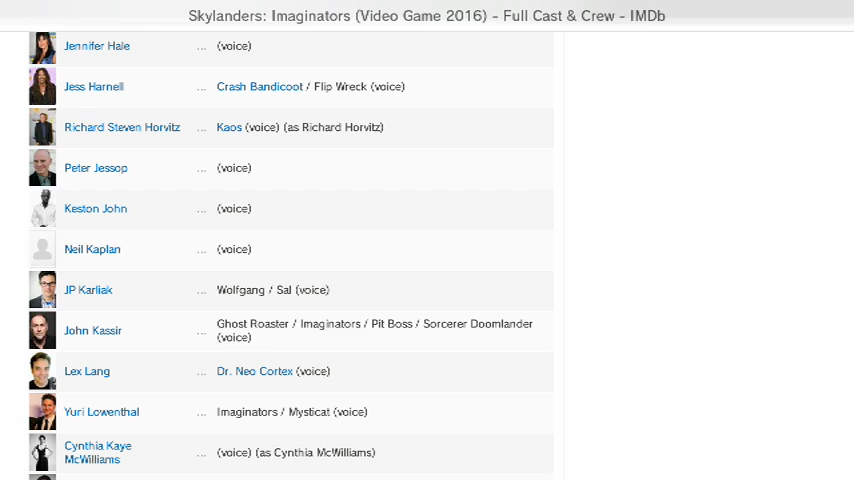 Skylanders: Imaginators (Video Game 2016) - Full Cast & Crew - IMDb
Jennifer Hale ... (voice)
Jess Harnell ... Crash Bandicoot / Flip Wreck (voice)
Richard Steven Horvitz ... Kaos (voice) (as Richard Horvitz)
Peter Jessop ... (voice)
Keston John ... (voice)
Neil Kaplan ... (voice)
JP Karliak ... Wolfgang / Sal (voice)
John Kassir ... Ghost Roaster / Imaginators / Pit Boss / Sorcerer Doomlander
(voice)
Lex Lang ... Dr. Neo Cortex (voice)
Yuri Lowenthal ... Imaginators / Mysticat (voice)
Cynthia Kaye
McWilliams ... (voice) (as Cynthia McWilliams)